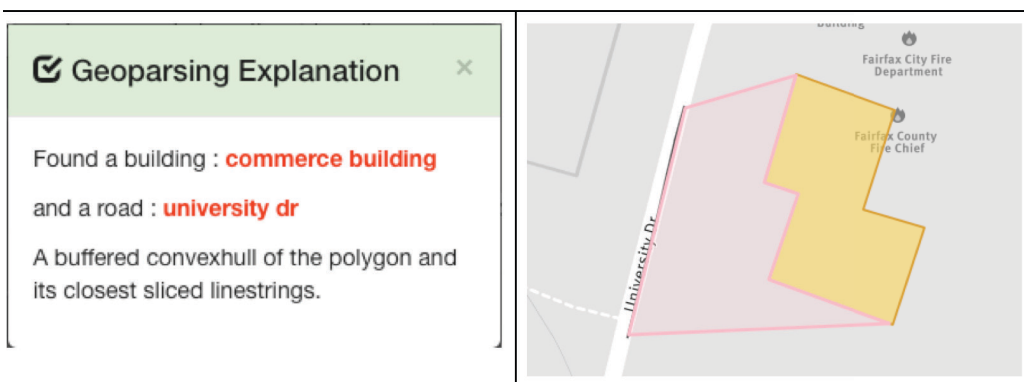 Geoparsing Explanation ×
Found a building : commerce building
and a road : university dr
A buffered convexhull of the polygon and
its closest sliced linestrings.
Building
Fairfax City Fire
Department
Fairfax County
Fire Chief
University Dr